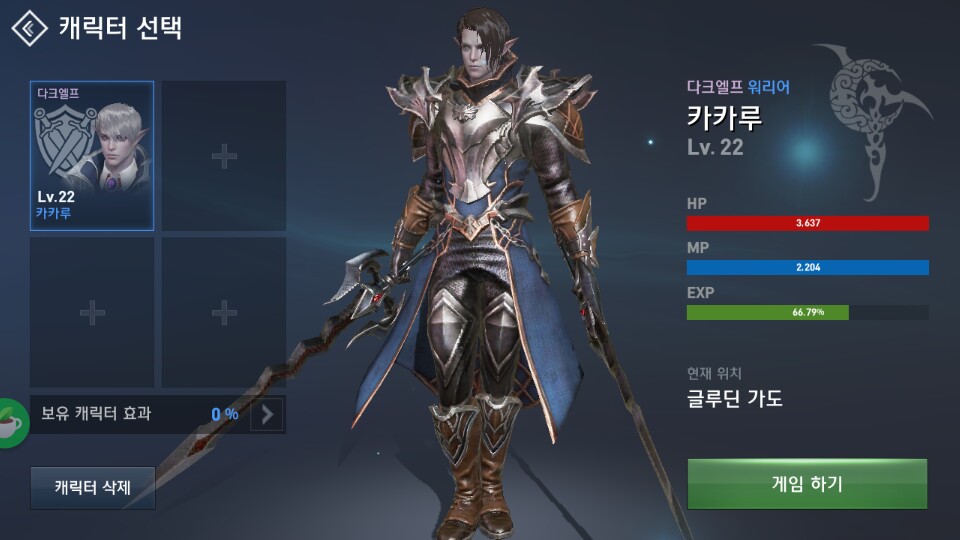 캐릭터 선택
다크엘프
Lv.22
카카루
보유 캐릭터 효과 0 %
캐릭터 삭제
다크엘프 워리어
카카루
Lv. 22
HP
3.637
MP
2.204
EXP
66.79%
현재 위치
글루딘 가도
게임 하기